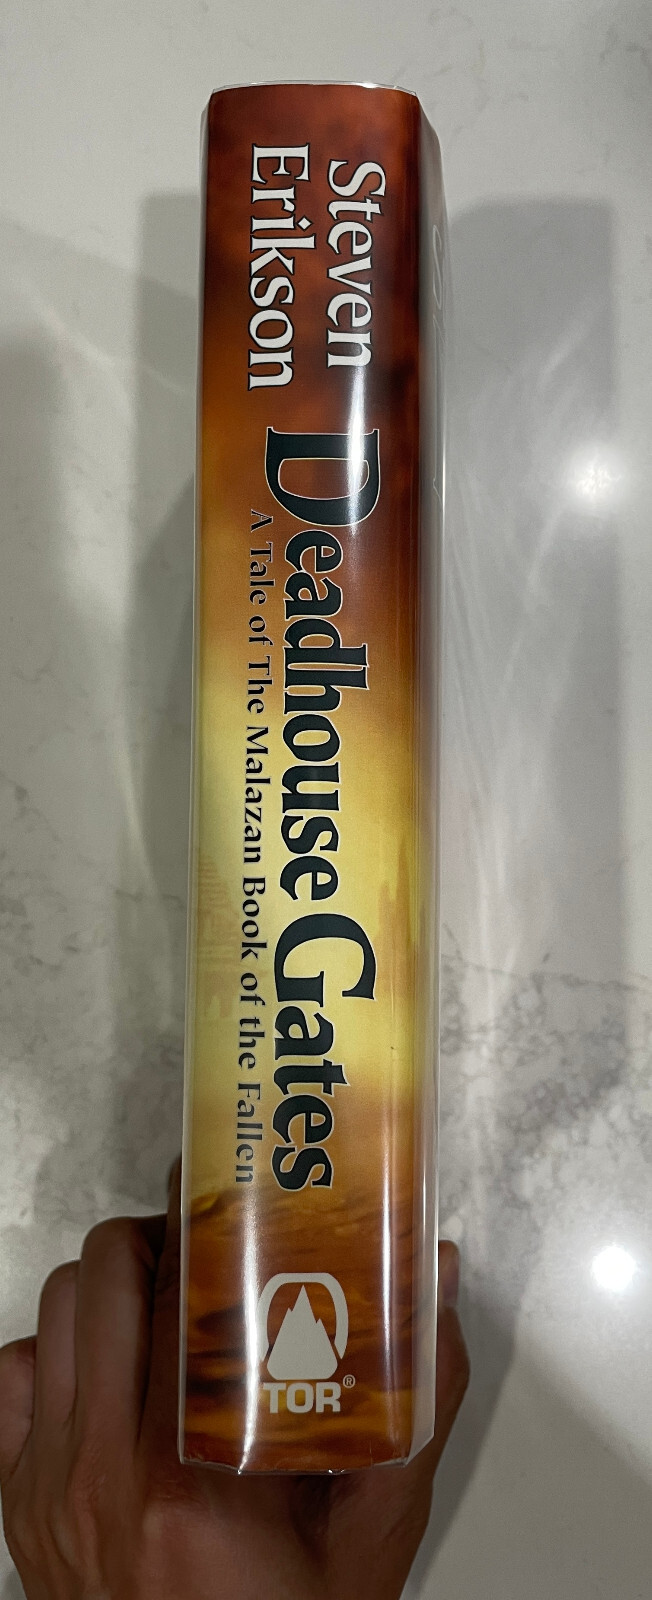 Steven
Erikson
Deadhouse Gates
A Tale of The Malazan Book of the Fallen
TOR®